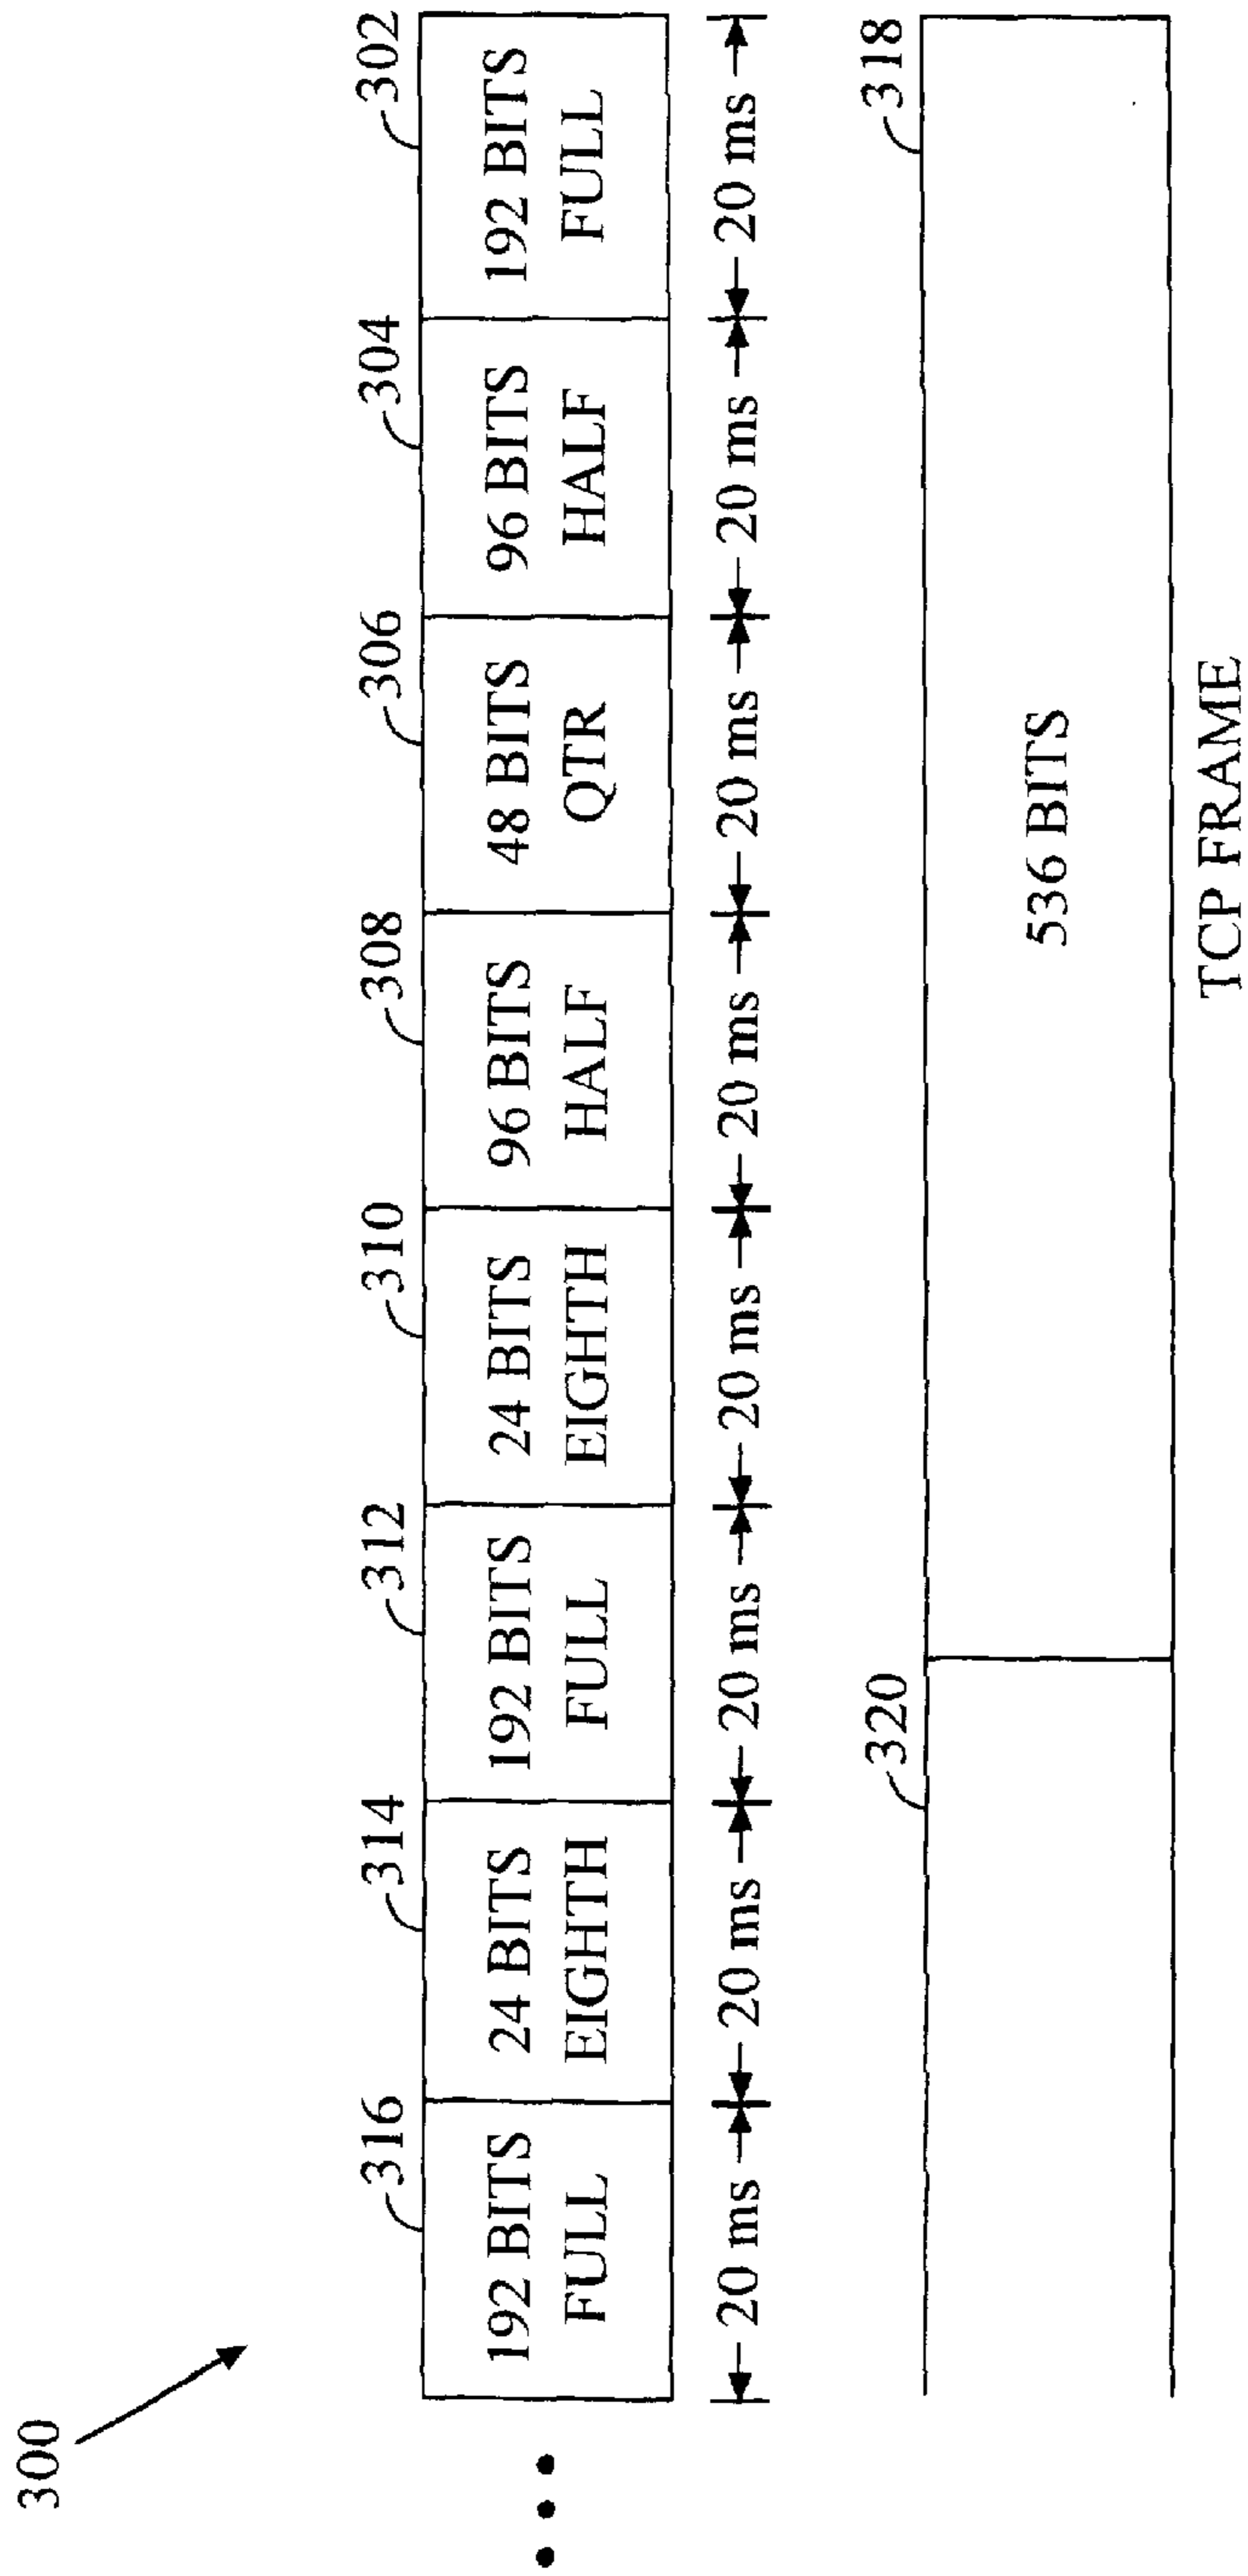 300
316 314 312 310 308 306 304 302
192 BITS 24 BITS 192 BITS 24 BITS 96 BITS 48 BITS 96 BITS 192 BITS
FULL EIGHTH FULL EIGHTH HALF QTR HALF FULL
20 ms 20 ms 20 ms 20 ms 20 ms 20 ms 20 ms 20 ms
320 318
536 BITS
TCP FRAME